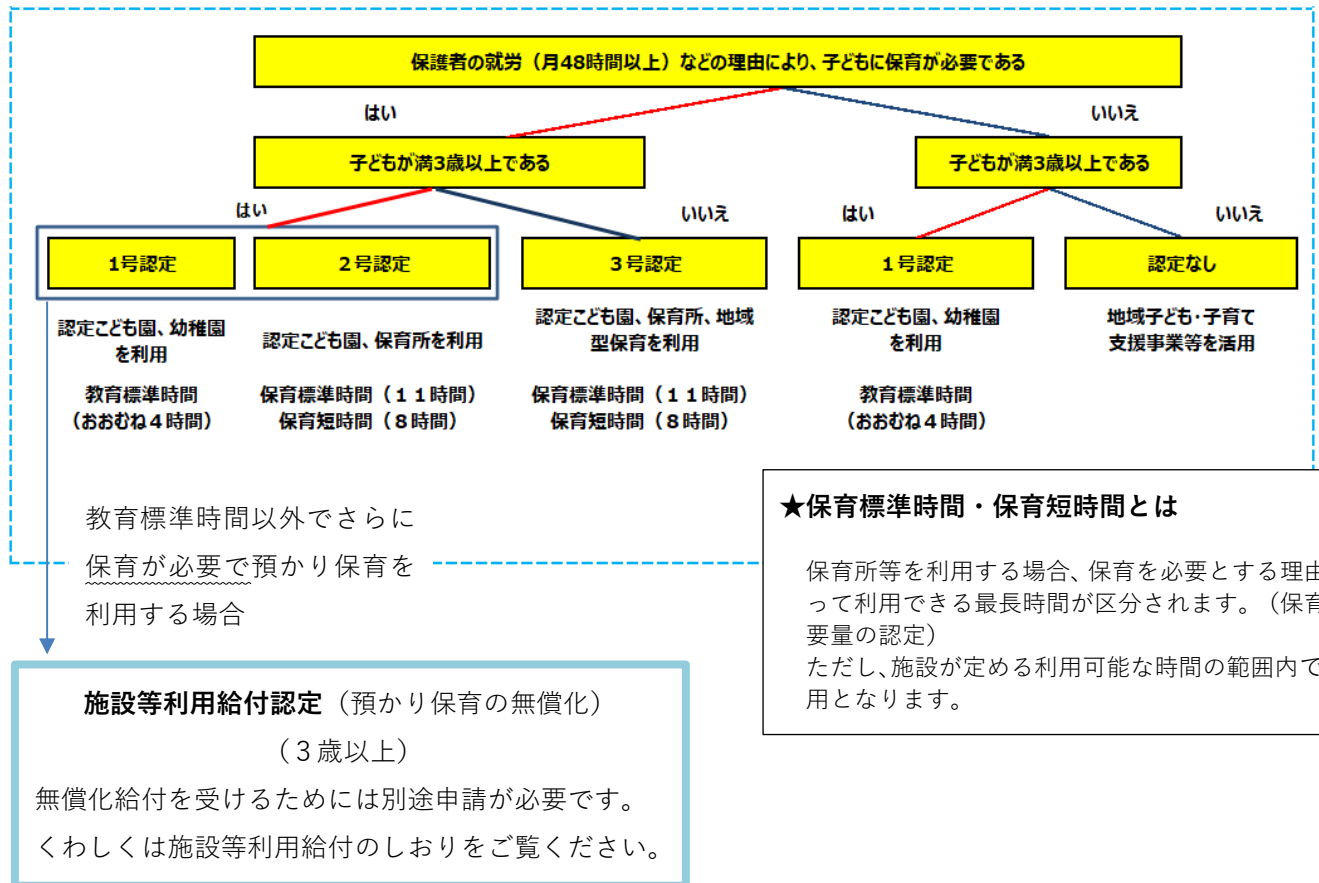 保護者の就労（月48時間以上）などの理由により、子どもに保育が必要である
はい
いいえ
子どもが満3歳以上である
子どもが満3歳以上である
はい
いいえ
はい
いいえ
1号認定
２号認定
３号認定
１号認定
認定なし
認定こども園、幼稚園
を利用
認定こども園、保育所を利用
認定こども園、保育所、地域
型保育を利用
認定こども園、幼稚園
を利用
地域子ども・子育て
支援事業等を活用
教育標準時間
（おおむね４時間）
保育標準時間（１１時間）
保育短時間（８時間）
保育標準時間（１１時間）
保育短時間（８時間）
教育標準時間
（おおむね４時間）
教育標準時間以外でさらに
保育が必要で預かり保育を
利用する場合
★保育標準時間・保育短時間とは
保育所等を利用する場合、保育を必要とする理由
って利用できる最長時間が区分されます。（保育
要量の認定）
ただし、施設が定める利用可能な時間の範囲内で
用となります。
施設等利用給付認定（預かり保育の無償化）
（３歳以上）
無償化給付を受けるためには別途申請が必要です。
くわしくは施設等利用給付のしおりをご覧ください。